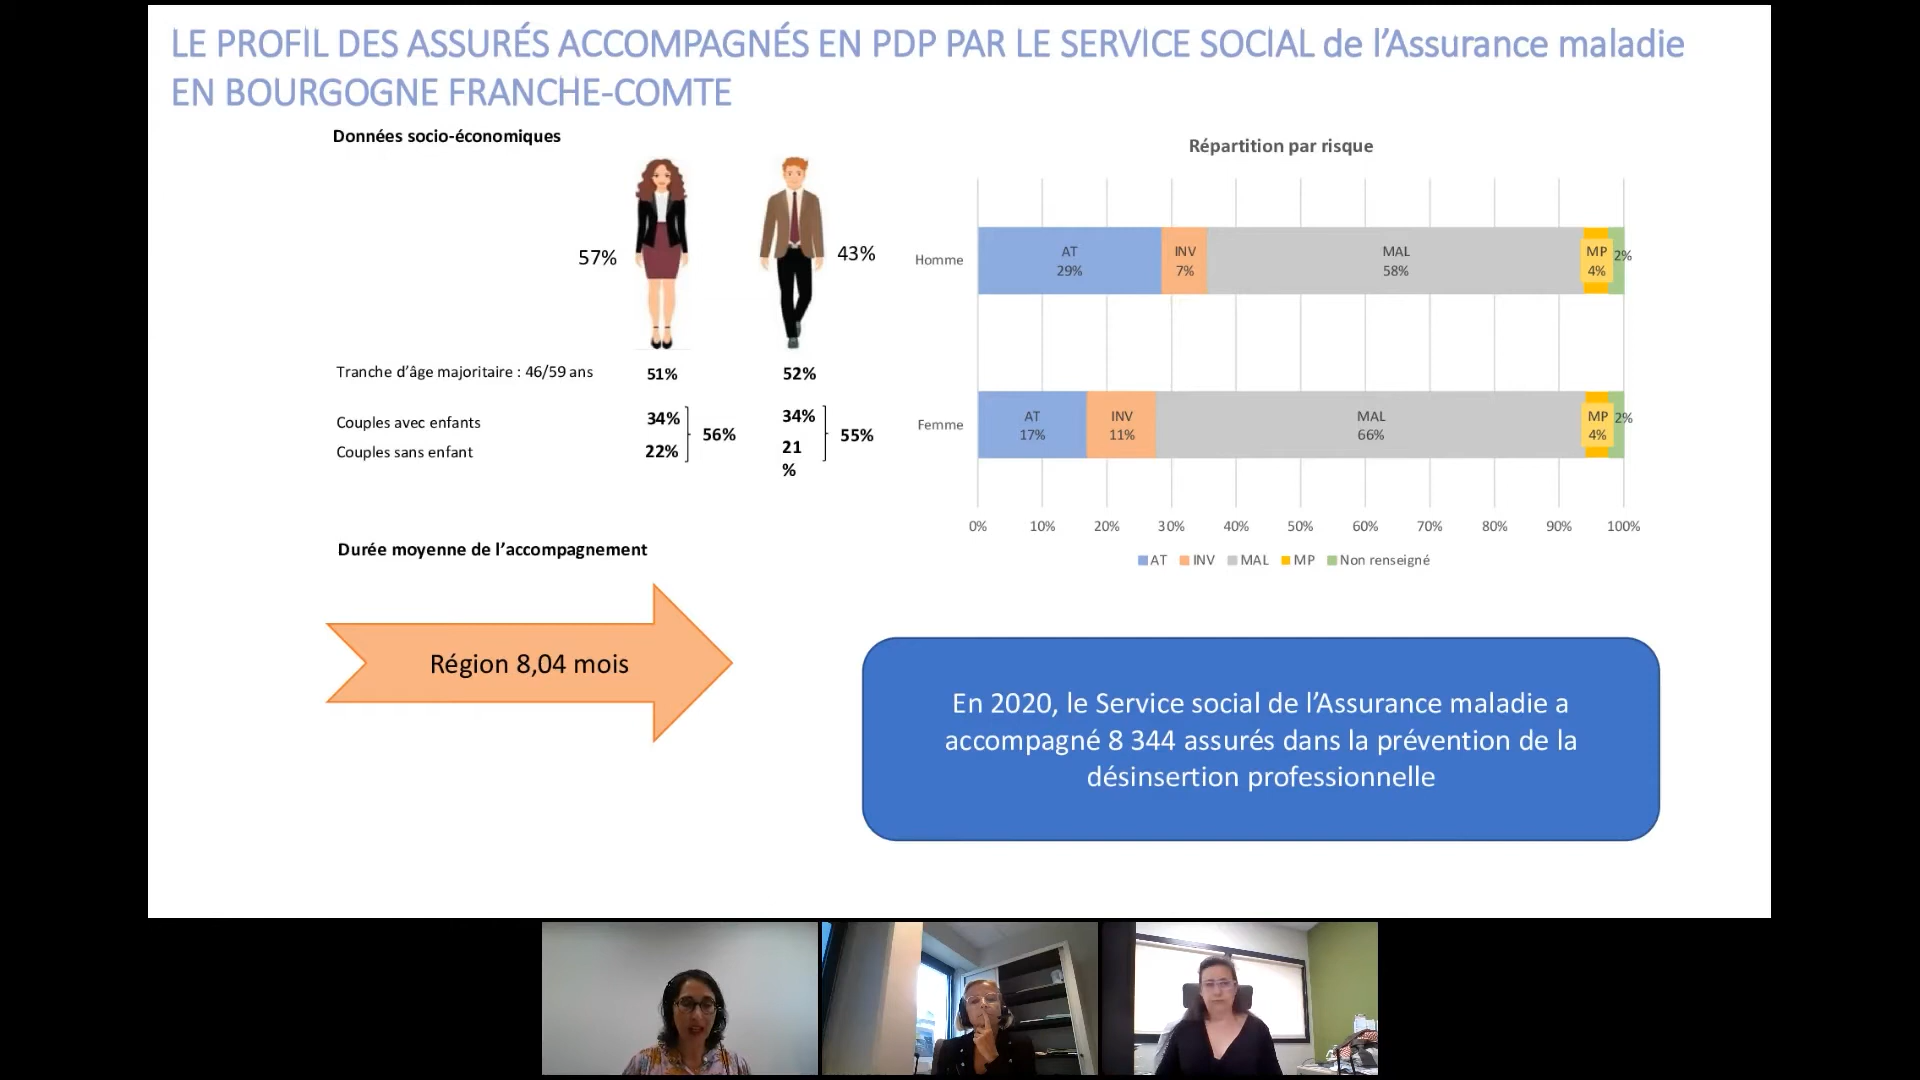 LE PROFIL DES ASSURÉS ACCOMPAGNÉS EN PDP PAR LE SERVICE SOCIAL de l’Assurance maladie
EN BOURGOGNE FRANCHE-COMTE
Données socio-économiques
57%
43%
Tranche d’âge majoritaire : 46/59 ans
51%
52%
Couples avec enfants
34%
34%
Couples sans enfant
22%
21
%
56%
55%
Durée moyenne de l’accompagnement
Région 8,04 mois
Répartition par risque
Homme
AT
29%
INV
7%
MAL
58%
MP
4%
2%
Femme
AT
17%
INV
11%
MAL
66%
MP
4%
2%
0% 10% 20% 30% 40% 50% 60% 70% 80% 90% 100%
AT INV MAL MP Non renseigné
En 2020, le Service social de l’Assurance maladie a
accompagné 8 344 assurés dans la prévention de la
désinsertion professionnelle